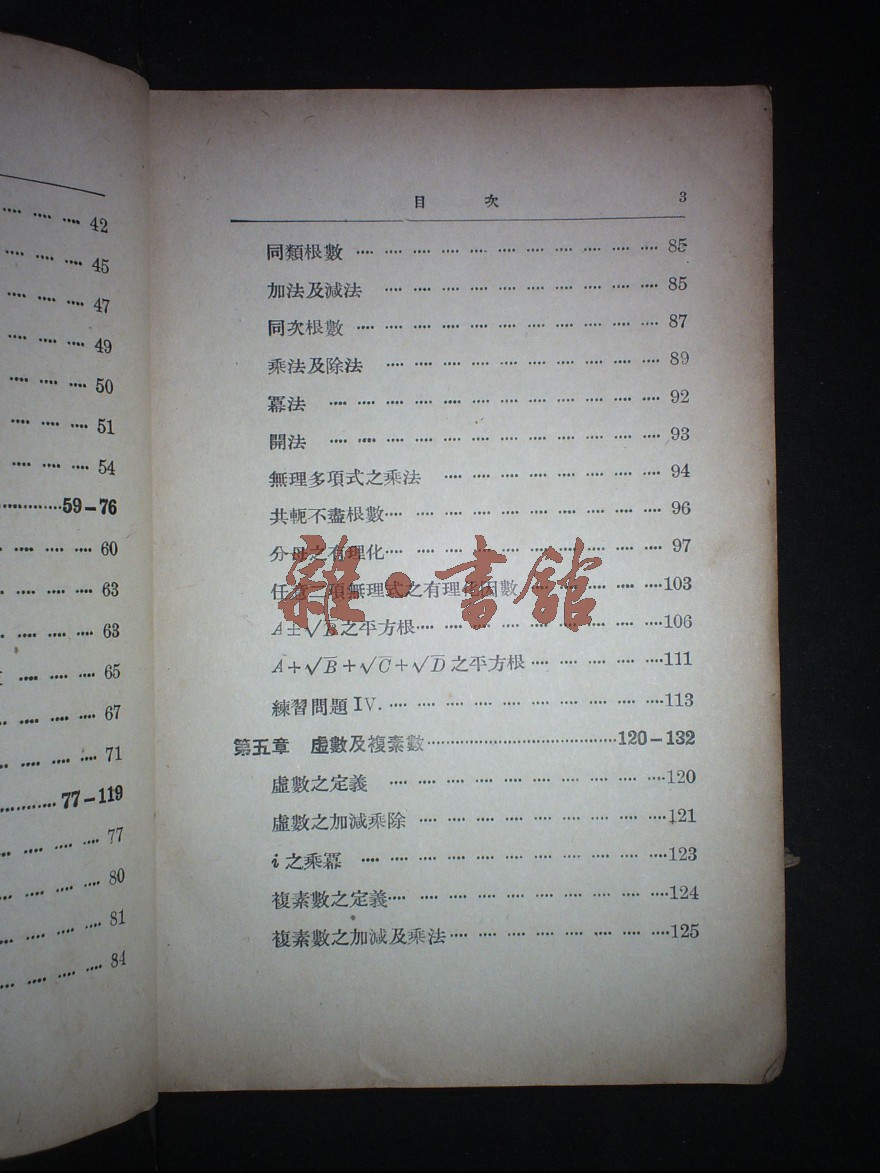 42
45
47
49
50
51
54
59－76
60
63
63
65
67
71
77－119
77
80
81
84
目 次 3
同類根數 85
加法及減法 85
同次根數 87
乘法及除法 89
冪法 92
開法 93
無理多項式之乘法 94
共軛不盡根數 96
分母之有理化 97
任意二項無理式之有理化因數 103
A±√B之平方根 106
A+√B+√C+√D之平方根 111
練習問題 IV. 113
第五章 虛數及複素數 120－132
虛數之定義 120
虛數之加減乘除 121
i之乘冪 123
複素數之定義 124
複素數之加減及乘法 125
雜·書館